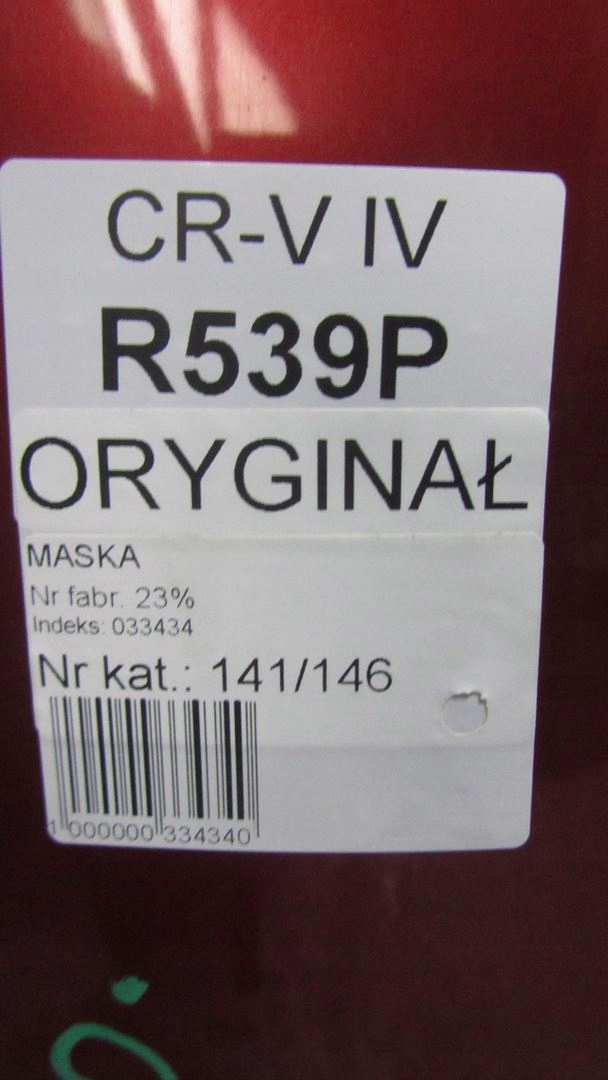 CR-V IV
R539P
ORYGINAŁ
MASKA
Nr fabr. 23%
Indeks: 033434
Nr kat.: 141/146
1 000000 334340